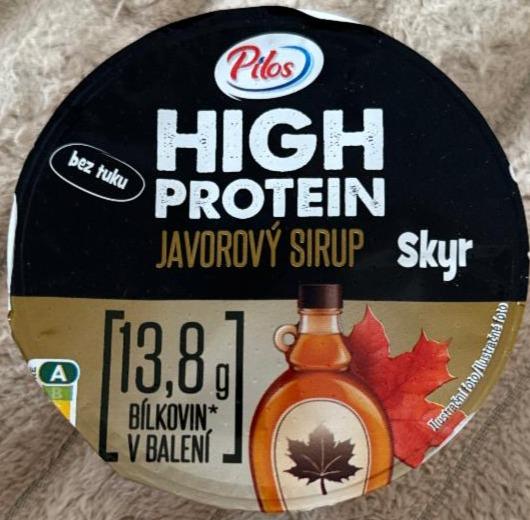 Pilos
HIGH
PROTEIN
bez tuku
JAVOROVÝ SIRUP
Skyr
13,8 g
BÍLKOVIN*
V BALENÍ
A
B
Ilustrační foto/Ilustračné foto